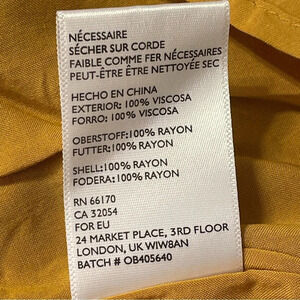 NÉCESSAIRE
SÉCHER SUR CORDE
FAIBLE COMME FER NÉCESSAIRES
PEUT-ÊTRE ÊTRE NETTOYÉE SEC
HECHO EN CHINA
EXTERIOR: 100% VISCOSA
FORRO: 100% VISCOSA
OBERSTOFF: 100% RAYON
FUTTER: 100% RAYON
SHELL:100% RAYON
FODERA: 100% RAYON
RN 66170
CA 32054
FOR EU
24 MARKET PLACE, 3RD FLOOR
LONDON, UK WIW8AN
BATCH # OB405640